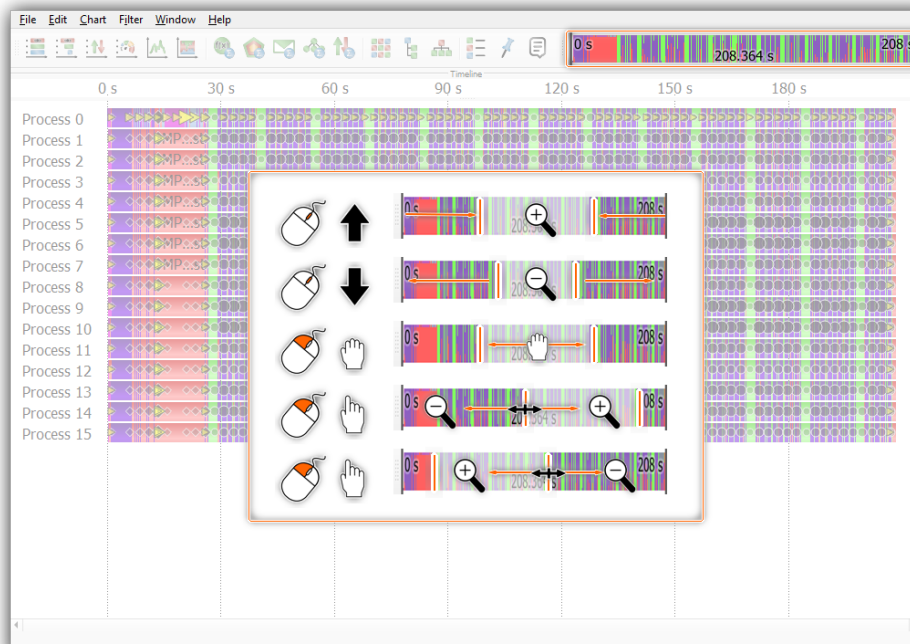 File Edit Chart Filter Window Help
0 s 208 s
208.364 s
Timeline
0 s 30 s 60 s 90 s 120 s 150 s 180 s
Process 0
Process 1
Process 2
Process 3
Process 4
Process 5
Process 6
Process 7
Process 8
Process 9
Process 10
Process 11
Process 12
Process 13
Process 14
Process 15
0 s 208 s
0 s 208 s
0 s 208 s
0 s 08 s
0 s 208 s